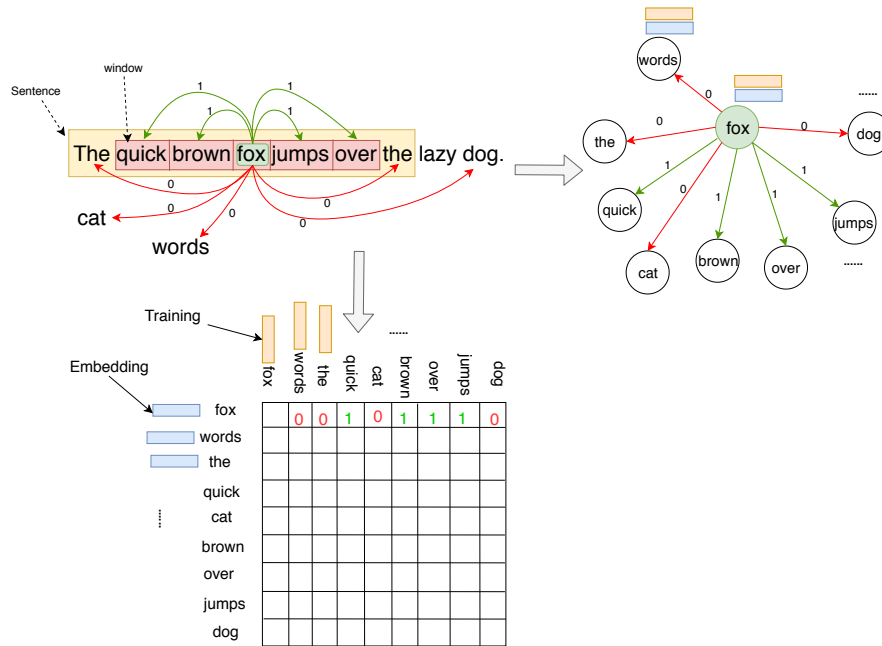 window
Sentence
1
1
1
1
The quick brown fox jumps over the lazy dog.
0
0
0
0
0
cat
words
words
0
......
fox
the
0
0
dog
1
0
1
1
1
quick
jumps
cat
brown
over
......
Training
......
fox
words
the
quick
cat
brown
over
jumps
dog
Embedding
fox
0
0
1
0
1
1
1
0
words
the
quick
......
cat
brown
over
jumps
dog